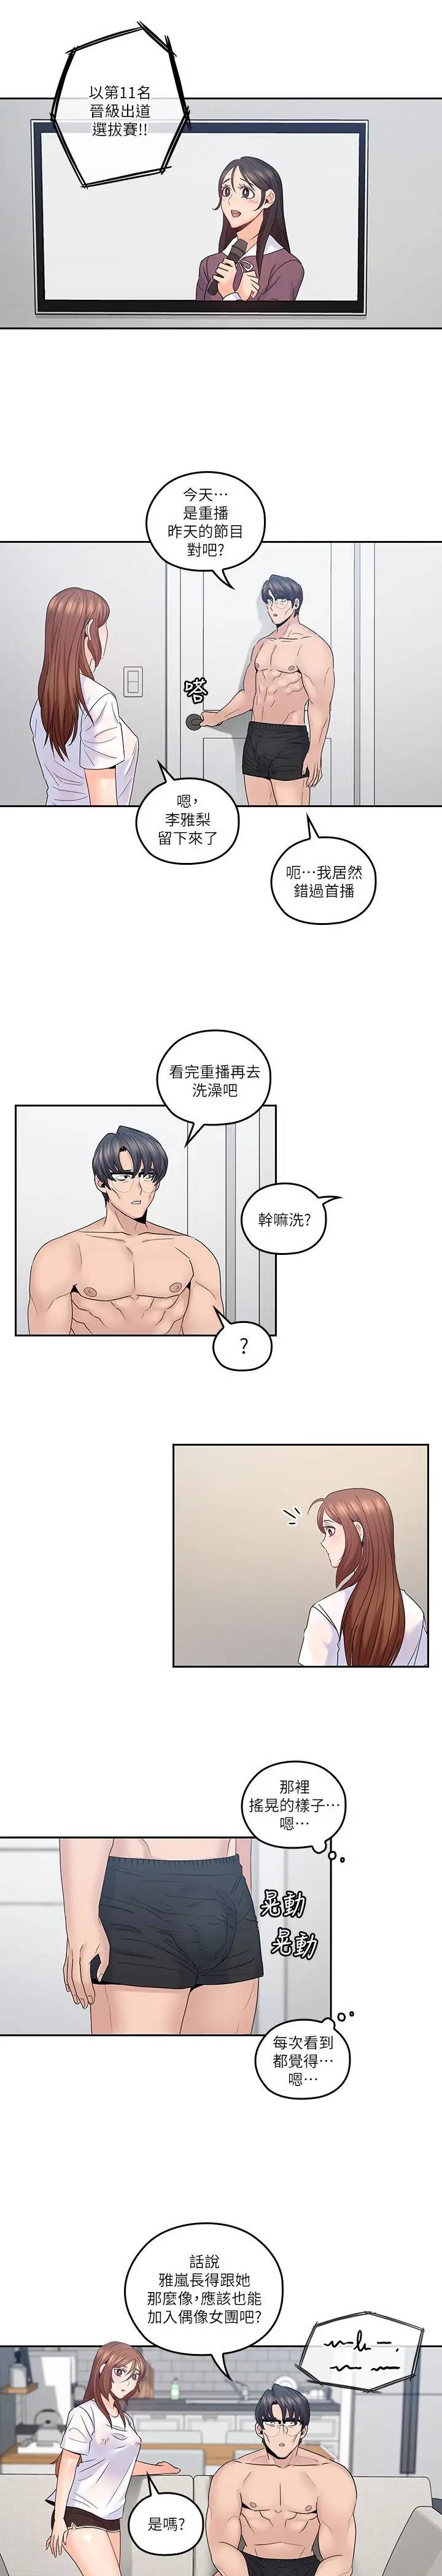 以第11名
晉級出道
選拔賽!!
今天…
是重播
昨天的節目
對吧?
嗒
嗯,
李雅梨
留下來了
呃…我居然
錯過首播
看完重播再去
洗澡吧
幹嘛洗?
?
那裡
搖晃的樣子…
嗯…
晃動
晃動
每次看到
都覺得…
嗯…
話說
雅嵐長得跟她
那麼像,應該也能
加入偶像女團吧?
是嗎?